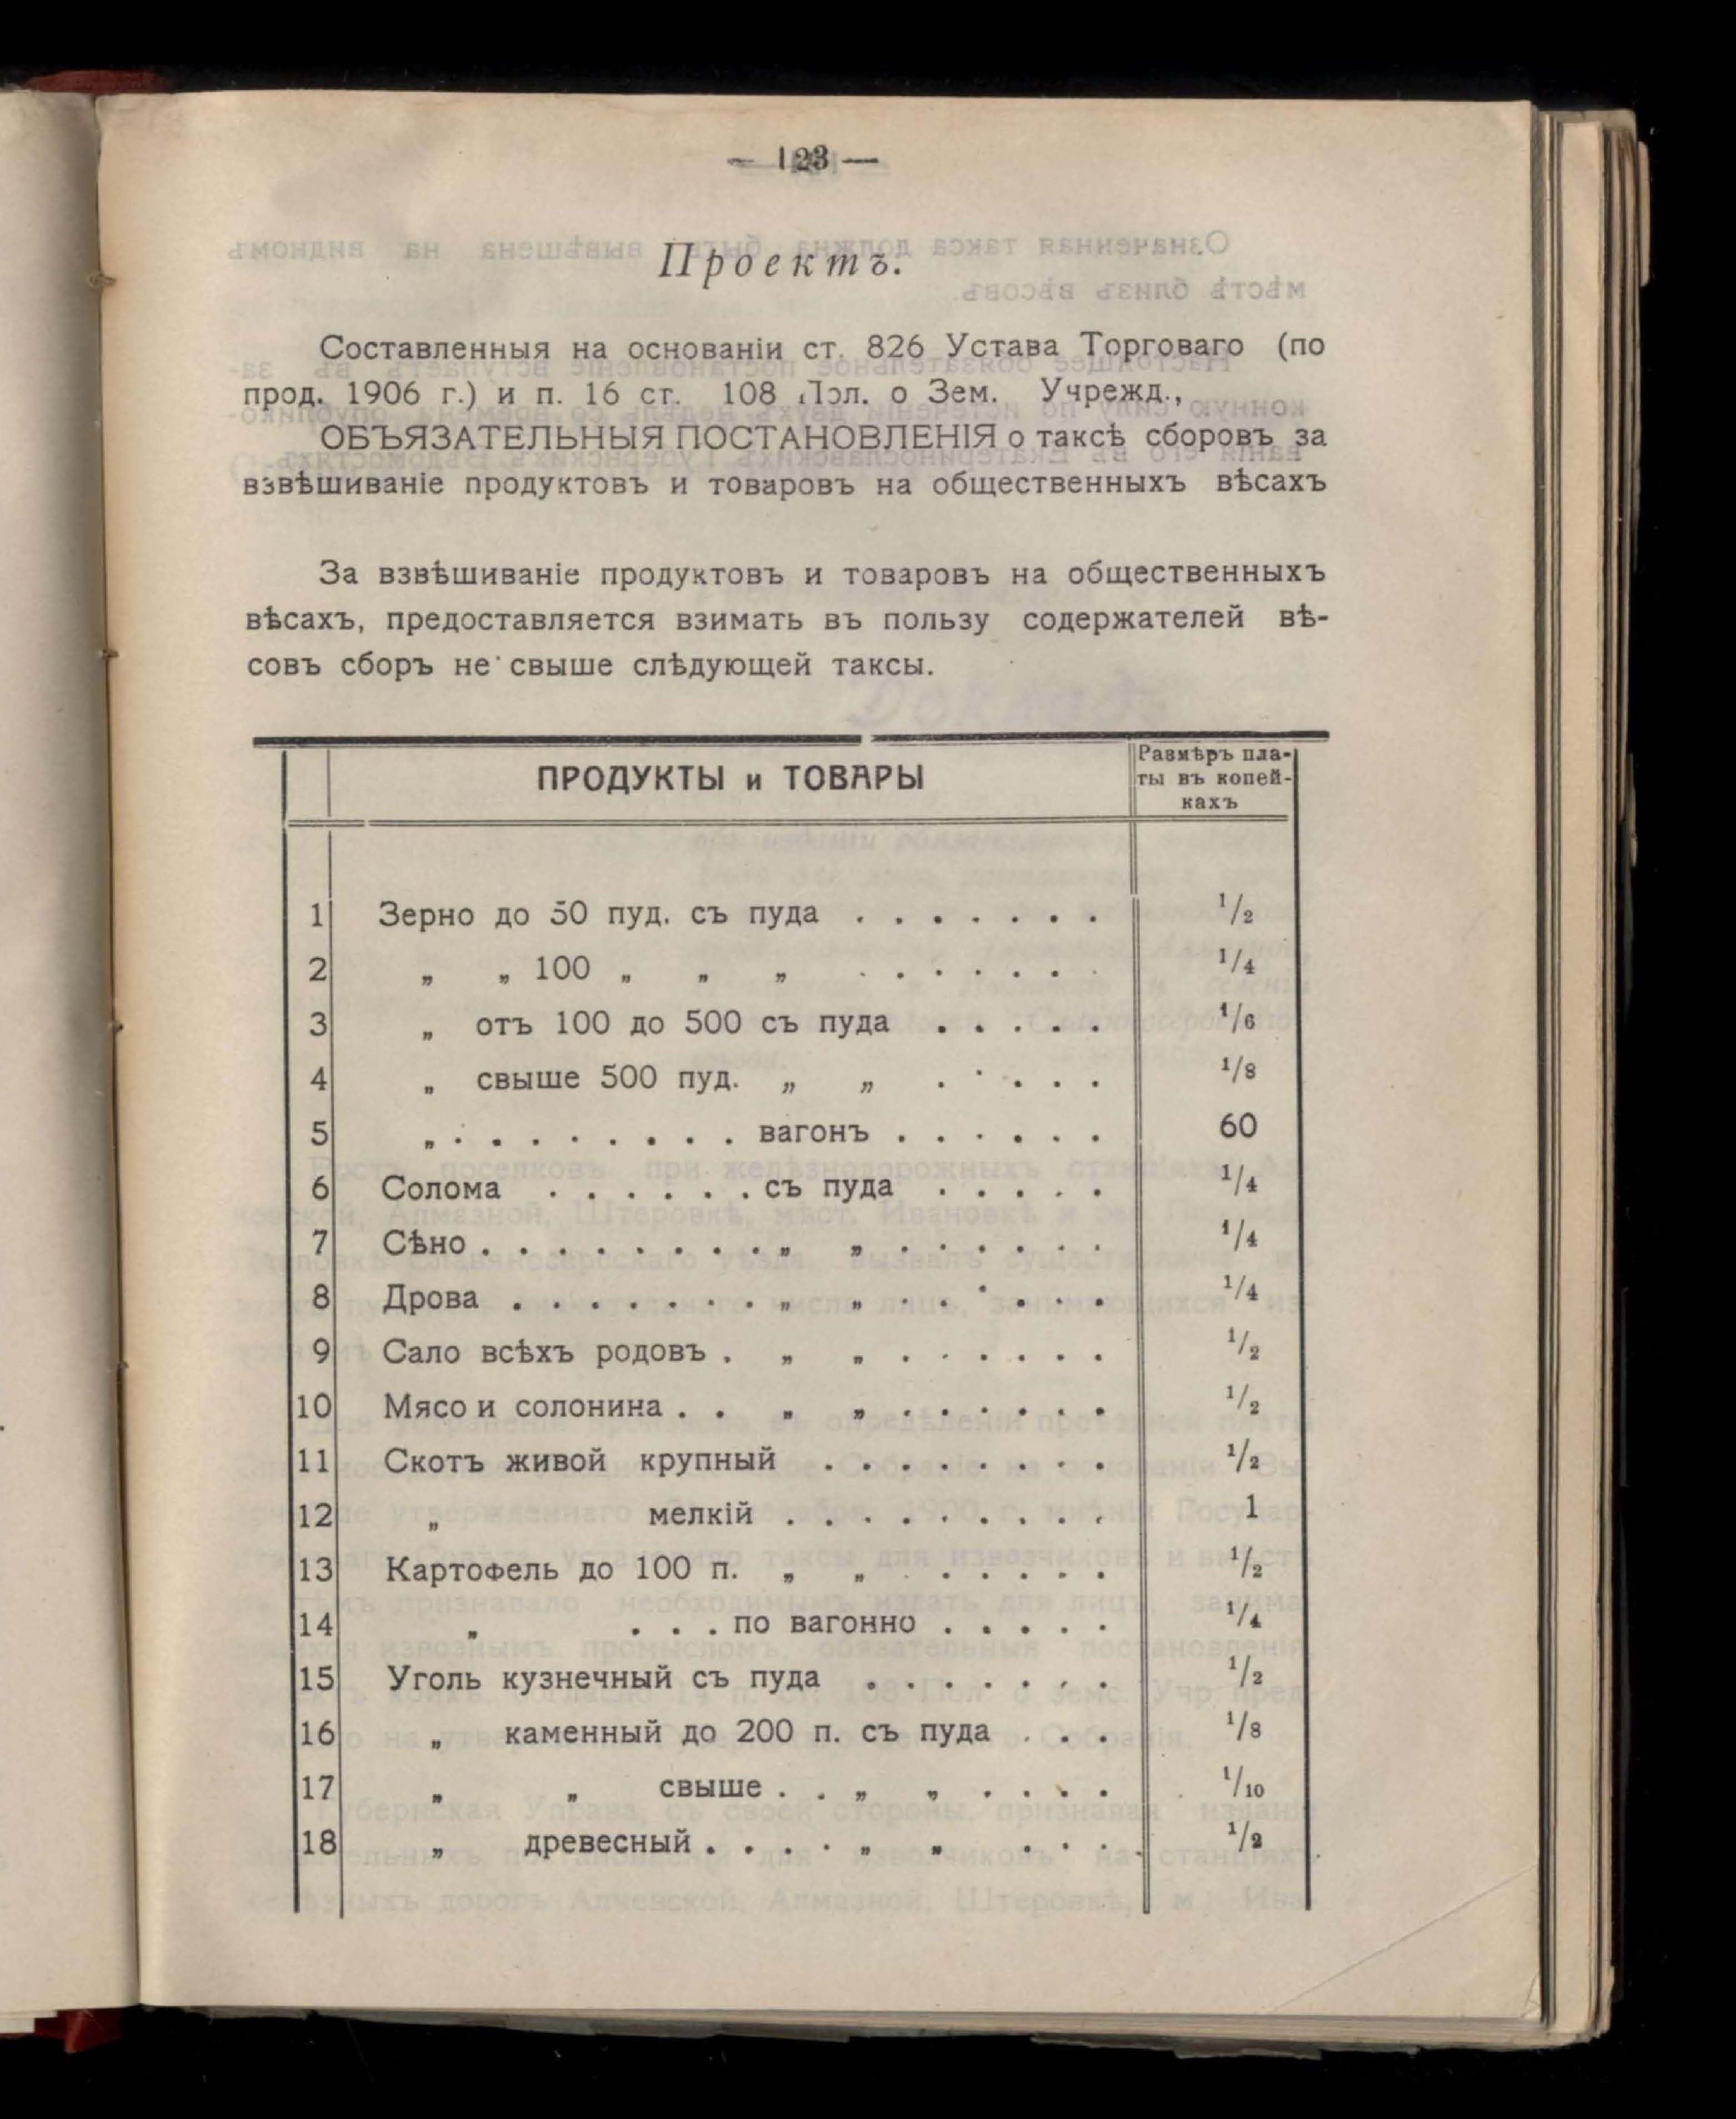 — 123 —
Проектъ.
Составленныя на основаніи ст. 826 Устава Торговаго (по
прод. 1906 г.) и п. 16 ст. 108 Пол. о Зем. Учрежд.,
ОБЪЯЗАТЕЛЬНЫЯ ПОСТАНОВЛЕНІЯ о таксѣ сборовъ за
взвѣшиваніе продуктовъ и товаровъ на общественныхъ вѣсахъ
За взвѣшиваніе продуктовъ и товаровъ на общественныхъ
вѣсахъ, предоставляется взимать въ пользу содержателей вѣ-
совъ сборъ не свыше слѣдующей таксы.
ПРОДУКТЫ и ТОВАРЫ
Размѣръ пла-
ты въ копей-
кахъ
1 Зерно до 50 пуд. съ пуда . . . . . . . 1/2
2 „ „ 100 „ „ „ . . . . . . . 1/4
3 „ отъ 100 до 500 съ пуда . . . . . 1/6
4 „ свыше 500 пуд. „ „ . . . . . 1/8
5 „ . . . . . . . . вагонъ . . . . . . 60
6 Солома . . . . . . съ пуда . . . . . 1/4
7 Сѣно . . . . . . . . . . „ „ . . . . . . 1/4
8 Дрова . . . . . . . . „ „ . . . . . . 1/4
9 Сало всѣхъ родовъ . „ „ . . . . . . 1/2
10 Мясо и солонина . . „ „ . . . . . . 1/2
11 Скотъ живой крупный . . . . . . . . 1/2
12 „ мелкій . . . . . . . . . 1
13 Картофель до 100 п. „ „ . . . . . . 1/2
14 „ . . . по вагонно . . . . . 1/4
15 Уголь кузнечный съ пуда . . . . . . . 1/2
16 „ каменный до 200 п. съ пуда . . . 1/8
17 „ „ свыше . . „ „ . . . . 1/10
18 „ древесный . . . . „ „ . . . . 1/2